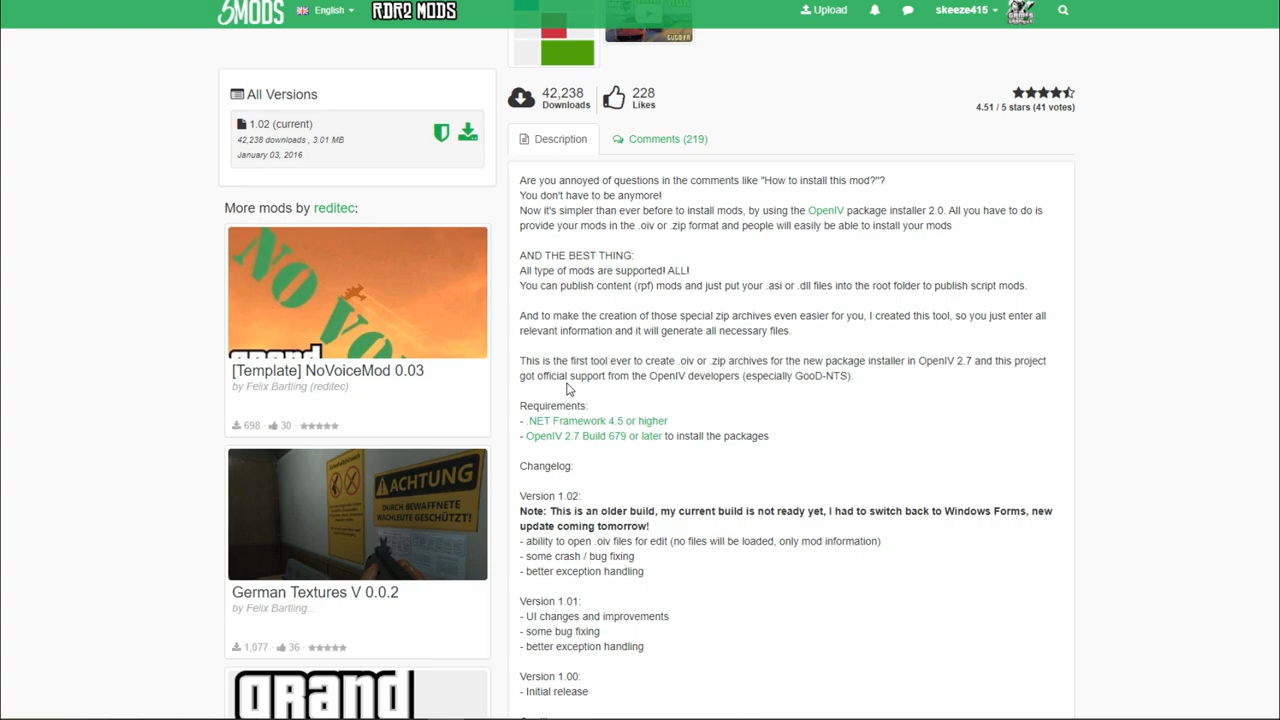 5MODS
English
RDR2 MODS
Upload
skeeze415
All Versions
1.02 (current)
42,238 downloads , 3.01 MB
January 03, 2016
More mods by reditec:
NO VO
grand
[Template] NoVoiceMod 0.03
by Felix Bartling (reditec)
698 30
ACHTUNG
DURCH BEWAFFNETE
WACHLEUTE GESCHÜTZT!
German Textures V 0.0.2
by Felix Bartling...
1,077 36
grand
42,238
Downloads
228
Likes
4.51 / 5 stars (41 votes)
Description
Comments (219)
Are you annoyed of questions in the comments like "How to install this mod?"?
You don't have to be anymore!
Now it's simpler than ever before to install mods, by using the OpenIV package installer 2.0. All you have to do is
provide your mods in the .oiv or .zip format and people will easily be able to install your mods
AND THE BEST THING:
All type of mods are supported! ALL!
You can publish content (rpf) mods and just put your .asi or .dll files into the root folder to publish script mods.
And to make the creation of those special zip archives even easier for you, I created this tool, so you just enter all
relevant information and it will generate all necessary files.
This is the first tool ever to create .oiv or .zip archives for the new package installer in OpenIV 2.7 and this project
got official support from the OpenIV developers (especially GooD-NTS).
Requirements:
- .NET Framework 4.5 or higher
- OpenIV 2.7 Build 679 or later to install the packages
Changelog:
Version 1.02:
Note: This is an older build, my current build is not ready yet, I had to switch back to Windows Forms, new
update coming tomorrow!
- ability to open .oiv files for edit (no files will be loaded, only mod information)
- some crash / bug fixing
- better exception handling
Version 1.01:
- UI changes and improvements
- some bug fixing
- better exception handling
Version 1.00:
- Initial release